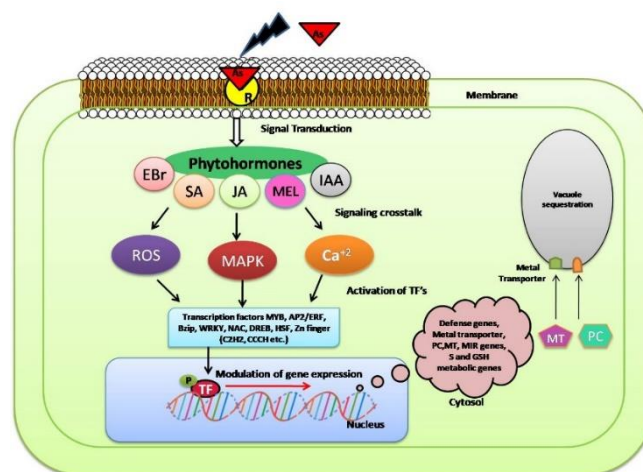 As
As
R
Membrane
Signal Transduction
Phytohormones
EBr
SA
JA
MEL
IAA
Signaling crosstalk
ROS
MAPK
Ca+2
Activation of TF's
Transcription factors MYB, AP2/ERF,
Bzip, WRKY, NAC, DREB, HSF, Zn finger
(C2H2, CCCH etc.)
P
TF
Modulation of gene expression
Nucleus
Defense genes,
Metal transporter,
PC,MT, MIR genes,
S and GSH
metabolic genes
Cytosol
Vacuole
sequestration
Metal
Transporter
MT
PC